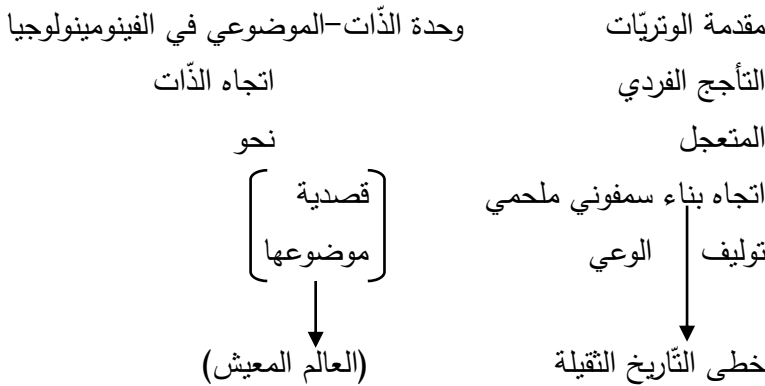 مقدمة الوتريّات وحدة الذّات–الموضوعي في الفينومينولوجيا
التأجج الفردي اتجاه الذّات
المتعجل نحو
اتجاه بناء سمفوني ملحمي قصدية
توليف الوعي موضوعها
خطى التّاريخ الثقيلة (العالم المعيش)